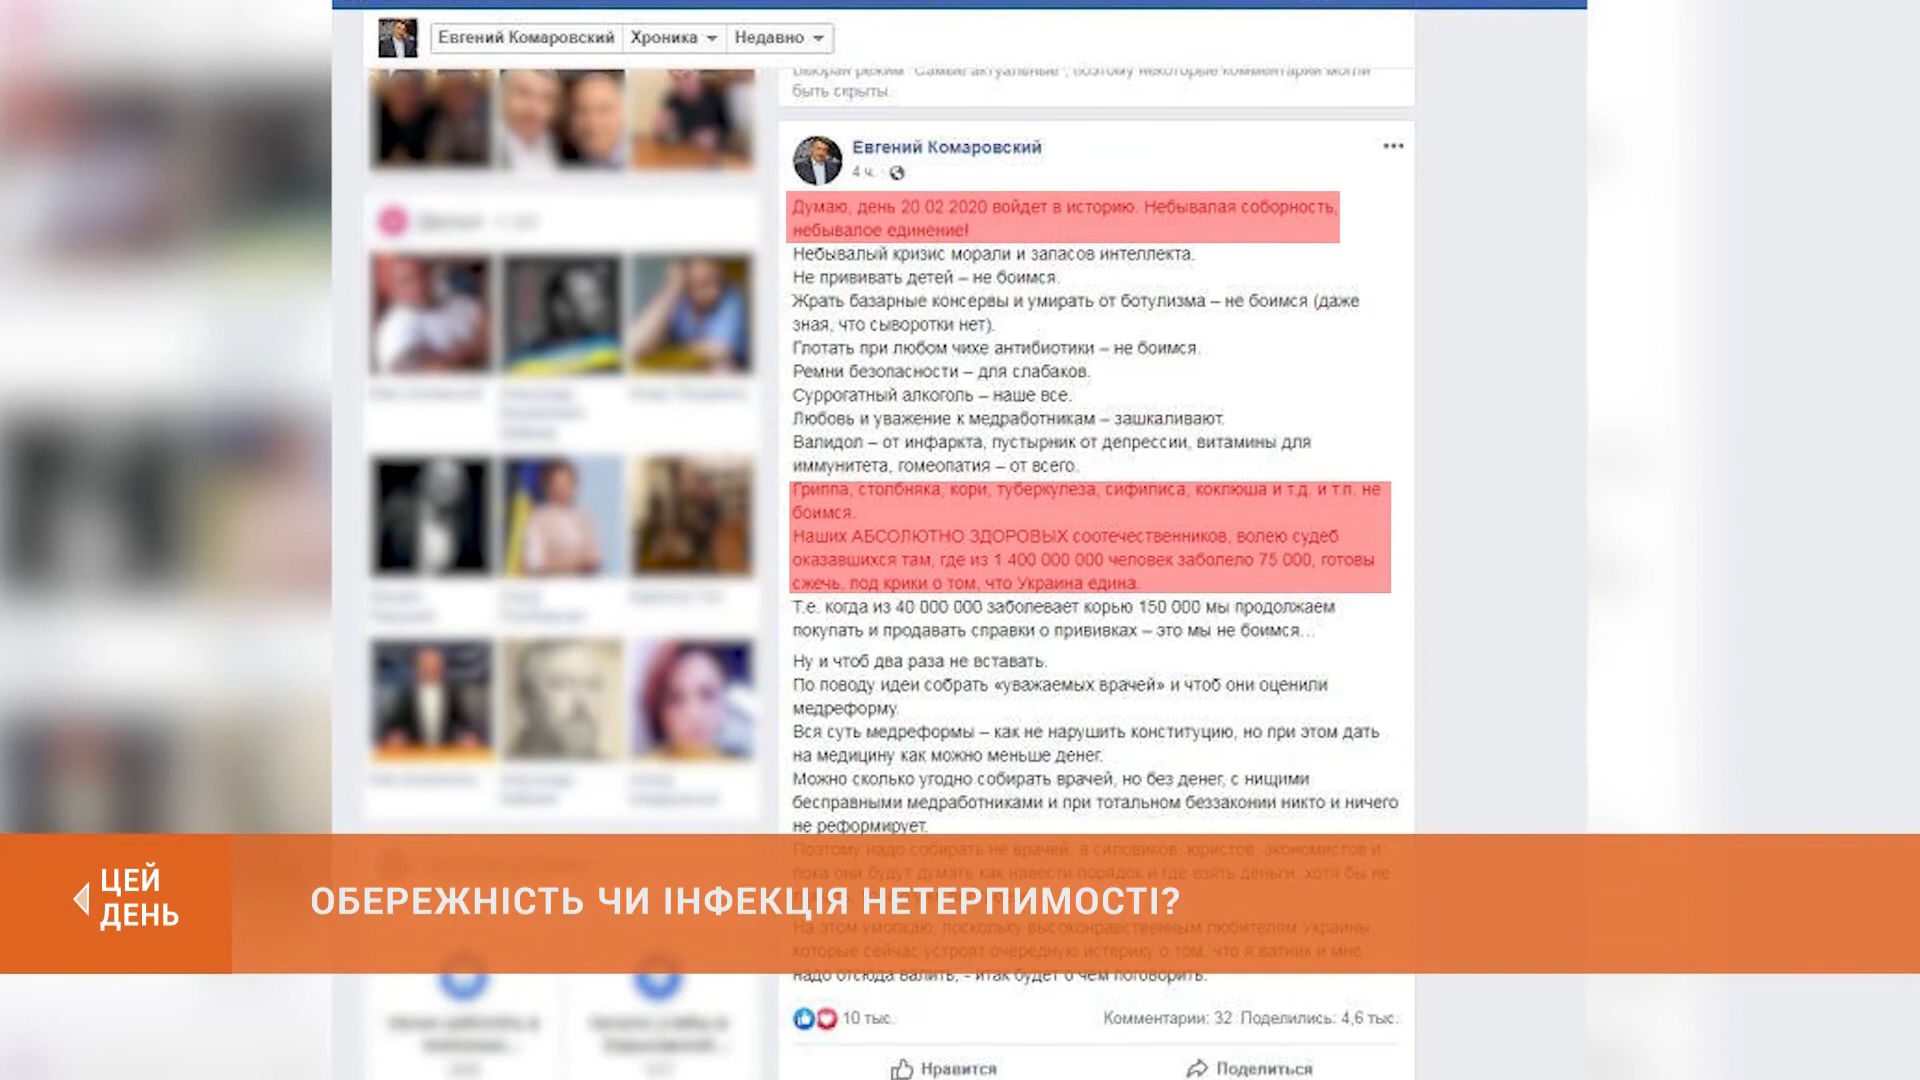 Евгений Комаровский
Хроника
Недавно
Выбран режим "Самые актуальные", поэтому некоторые комментарии могли
быть скрыты.
Евгений Комаровский
4 ч.
Думаю, день 20.02.2020 войдет в историю. Небывалая соборность,
небывалое единение!
Небывалый кризис морали и запасов интеллекта.
Не прививать детей – не боимся.
Жрать базарные консервы и умирать от ботулизма – не боимся (даже
зная, что сыворотки нет).
Глотать при любом чихе антибиотики – не боимся.
Ремни безопасности – для слабаков.
Суррогатный алкоголь – наше все.
Любовь и уважение к медработникам – зашкаливают.
Валидол – от инфаркта, пустырник от депрессии, витамины для
иммунитета, гомеопатия – от всего.
Гриппа, столбняка, кори, туберкулеза, сифилиса, коклюша и т.д. и т.п. не
боимся.
Наших АБСОЛЮТНО ЗДОРОВЫХ соотечественников, волею судеб
оказавшихся там, где из 1 400 000 000 человек заболело 75 000, готовы
сжечь, под крики о том, что Украина едина.
Т.е. когда из 40 000 000 заболевает корью 150 000 мы продолжаем
покупать и продавать справки о прививках – это мы не боимся...
Ну и чтоб два раза не вставать.
По поводу идеи собрать «уважаемых врачей» и чтоб они оценили
медреформу.
Вся суть медреформы – как не нарушить конституцию, но при этом дать
на медицину как можно меньше денег.
Можно сколько угодно собирать врачей, но без денег, с нищими
бесправными медработниками и при тотальном беззаконии никто и ничего
не реформирует.
Поэтому надо собирать не врачей, а силовиков, юристов, экономистов и
пока они будут думать как навести порядок и где взять деньги, хотя бы не
ЦЕЙ
ДЕНЬ
ОБЕРЕЖНІСТЬ ЧИ ІНФЕКЦІЯ НЕТЕРПИМОСТІ?
На этом умолкаю, поскольку высоконравственным любителям Украины,
которые сейчас устроят очередную истерику о том, что я ватник и мне
надо отсюда валить, - итак будет о чем поговорить.
10 тыс.
Комментарии: 32 Поделились: 4,6 тыс.
Нравится
Поделиться